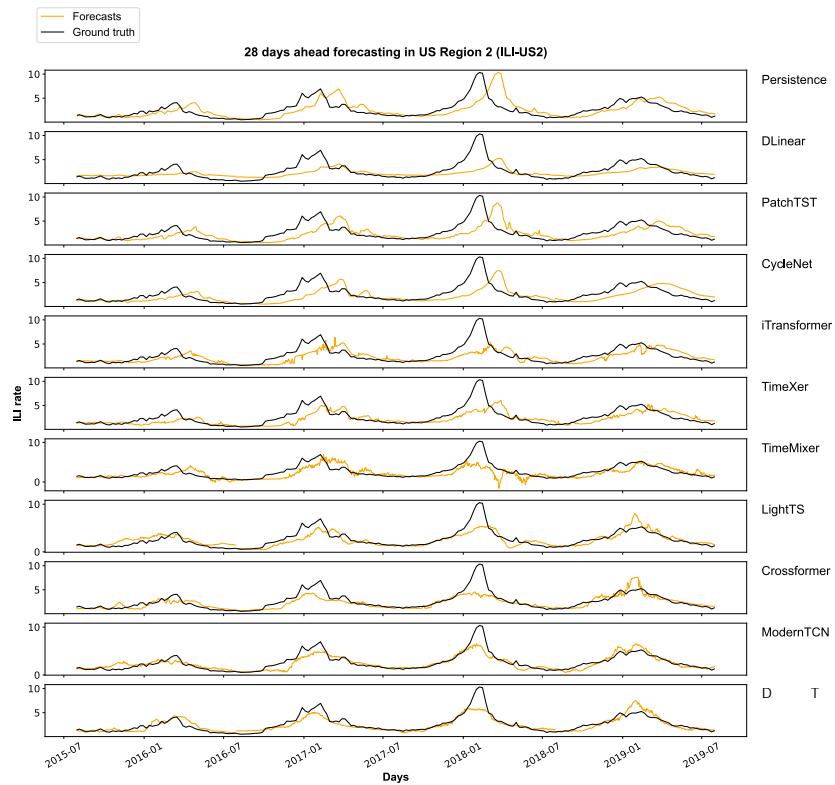 Forecasts
Ground truth
28 days ahead forecasting in US Region 2 (ILI-US2)
10
5
Persistence
10
5
DLinear
10
5
PatchTST
10
5
CycleNet
10
5
iTransformer
10
5
TimeXer
10
0
TimeMixer
10
0
LightTS
10
5
Crossformer
10
0
ModernTCN
10
5
D T
ILI rate
2015-07
2016-01
2016-07
2017-01
2017-07
2018-01
2018-07
2019-01
2019-07
Days